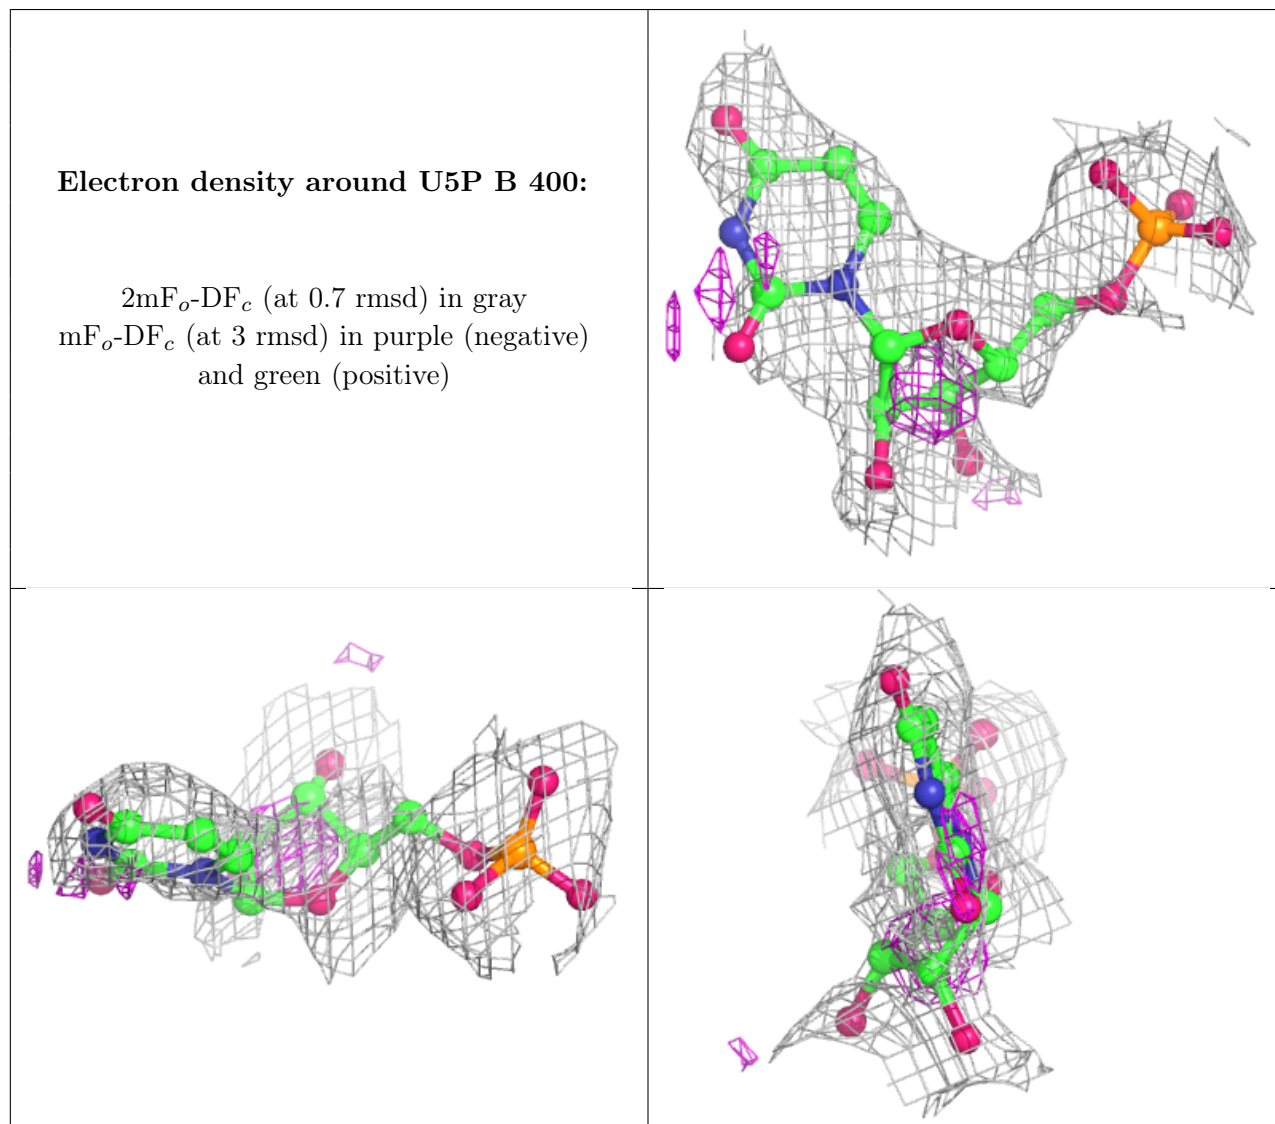 Electron density around U5P B 400:
2mFo-DFc (at 0.7 rmsd) in gray
mFo-DFc (at 3 rmsd) in purple (negative)
and green (positive)